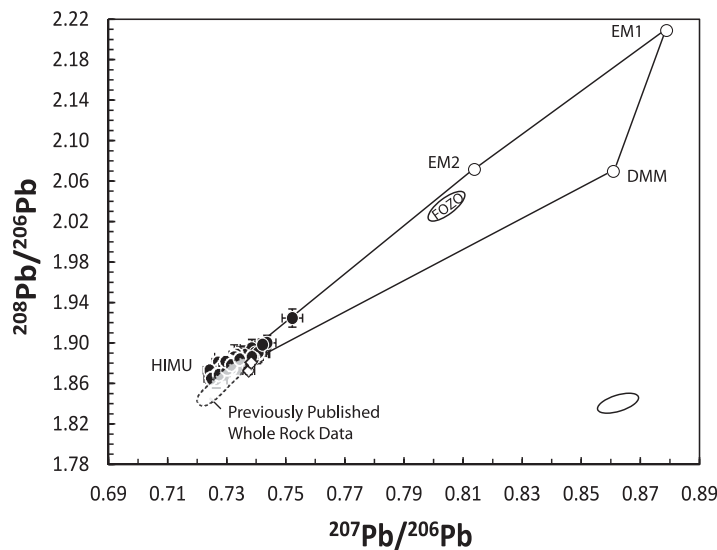 2.22
2.18
2.14
2.10
2.06
2.02
1.98
1.94
1.90
1.86
1.82
1.78
208Pb/206Pb
EM1
EM2
DMM
FOZO
HIMU
Previously Published
Whole Rock Data
0.69 0.71 0.73 0.75 0.77 0.79 0.81 0.83 0.85 0.87 0.89
207Pb/206Pb